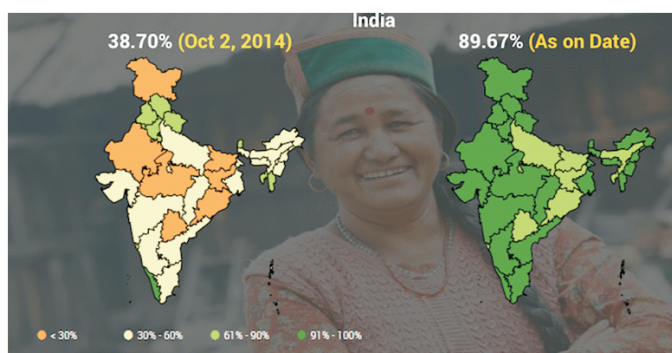 India
38.70% (Oct 2, 2014)
89.67% (As on Date)
< 30%
30% - 60%
61% - 90%
91% - 100%